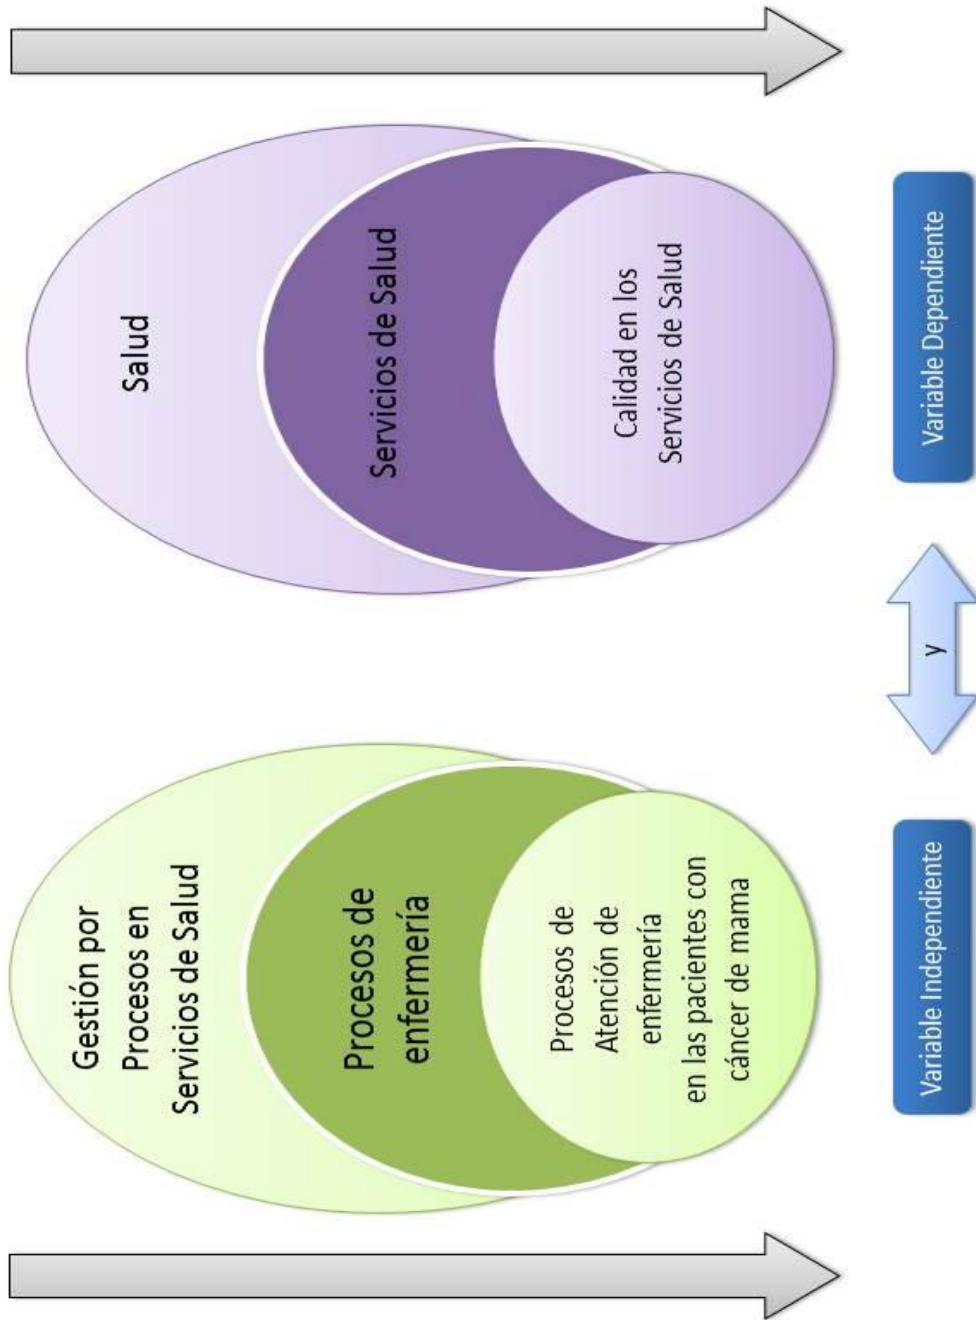 Gestión por
Procesos en
Servicios de Salud
Procesos de
enfermería
Procesos de
Atención de
enfermería
en las pacientes con
cáncer de mama
Variable Independiente
y
Salud
Servicios de Salud
Calidad en los
Servicios de Salud
Variable Dependiente